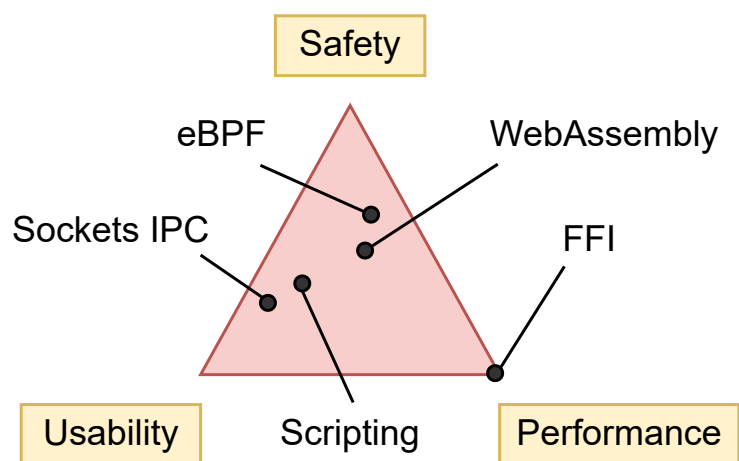 Safety
eBPF
WebAssembly
Sockets IPC
FFI
Usability
Scripting
Performance